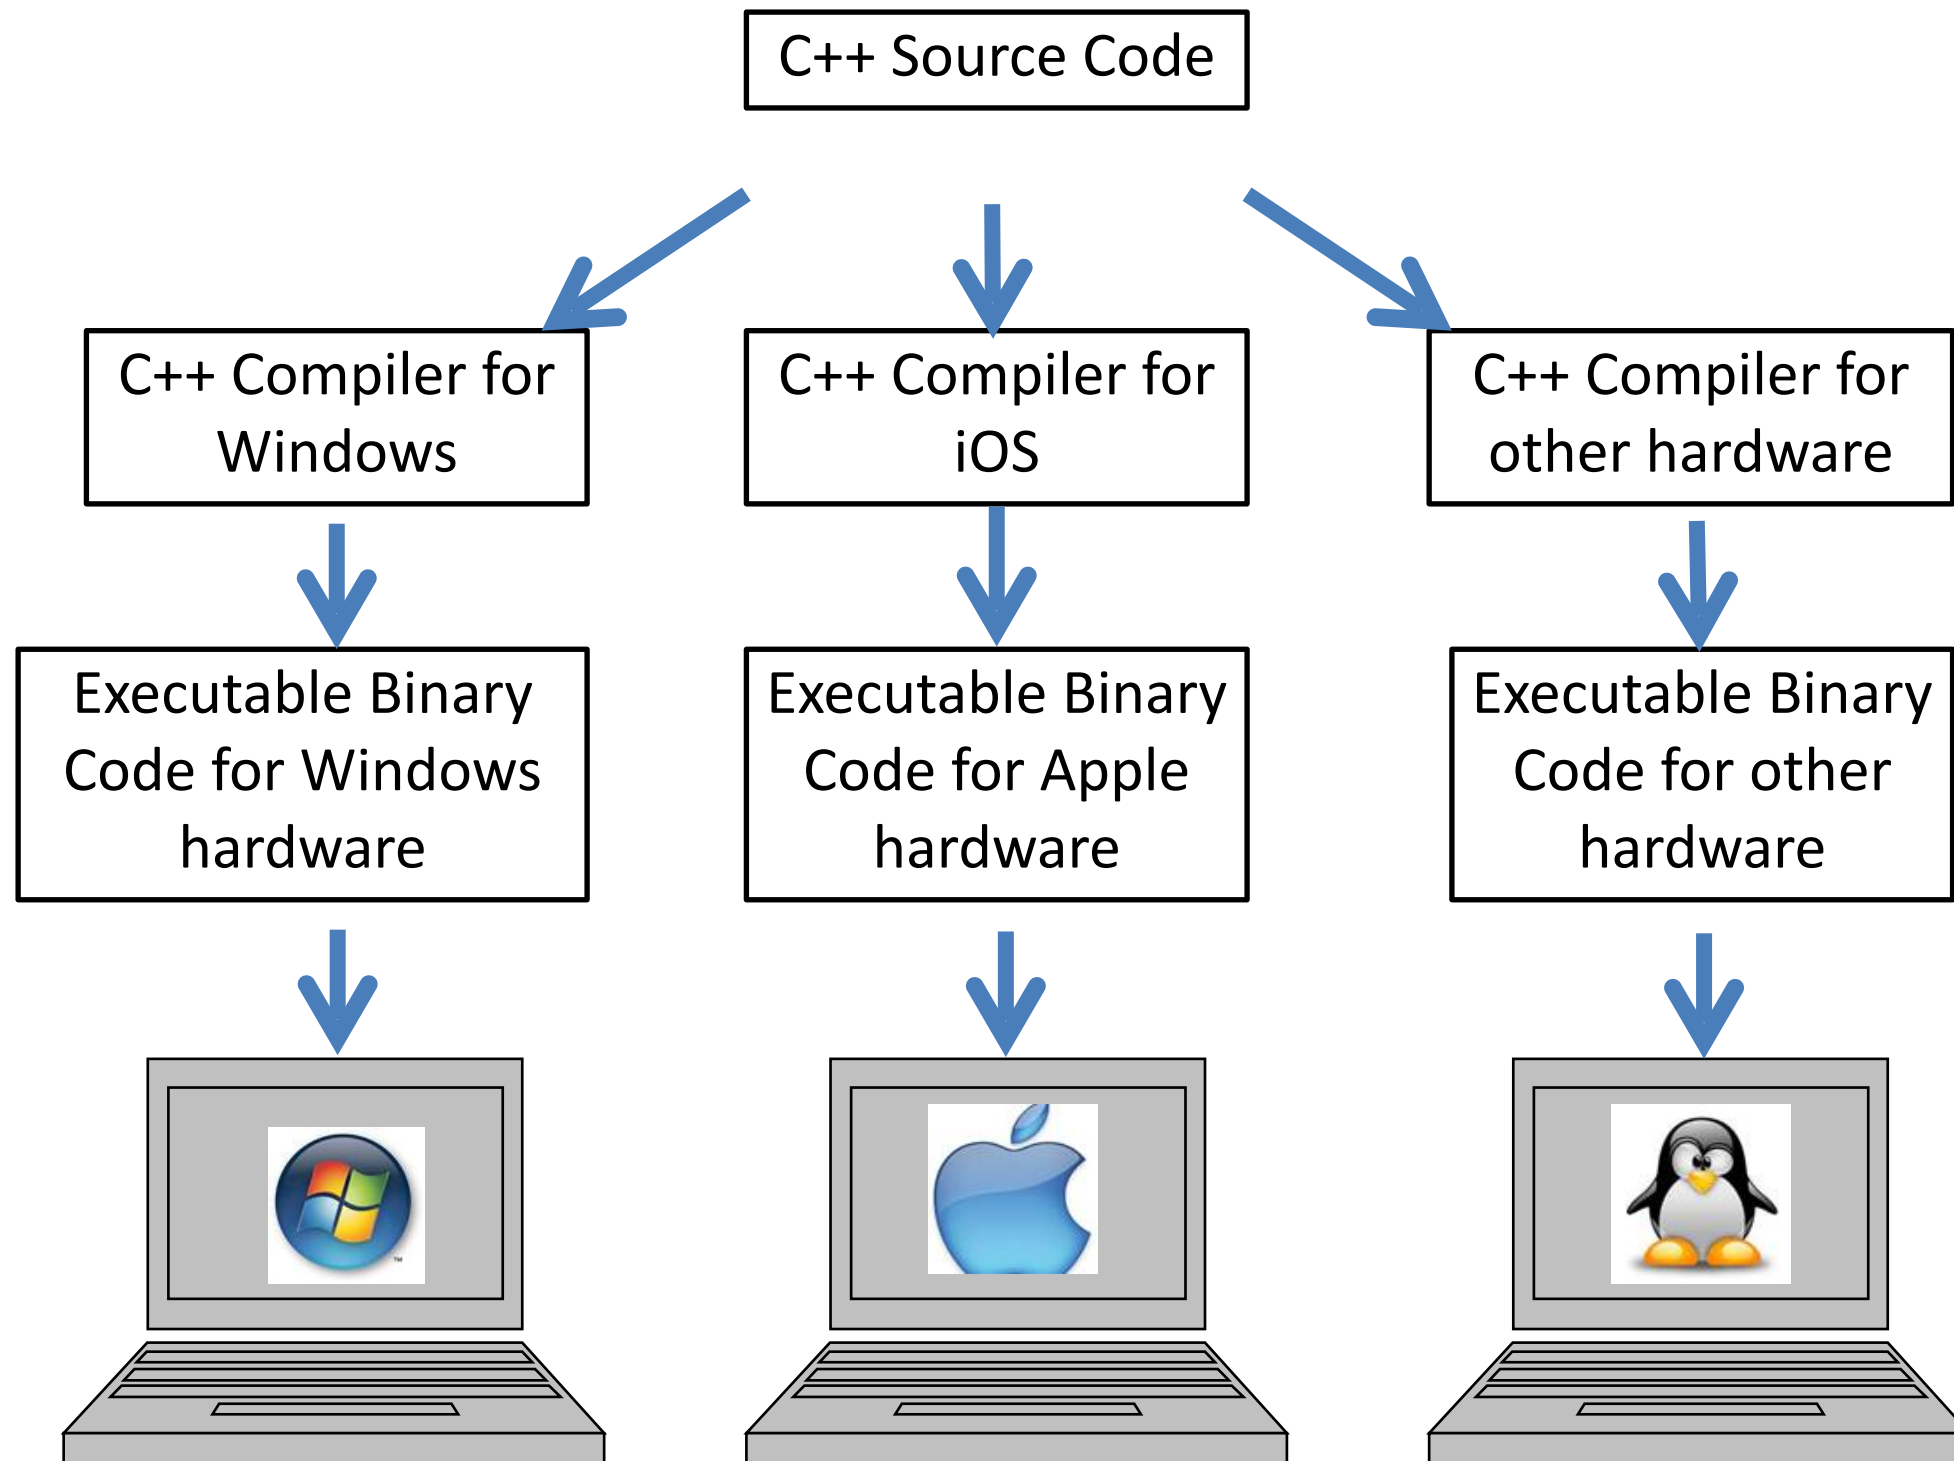 C++ Source Code
C++ Compiler for
Windows
C++ Compiler for
iOS
C++ Compiler for
other hardware
Executable Binary
Code for Windows
hardware
Executable Binary
Code for Apple
hardware
Executable Binary
Code for other
hardware
™